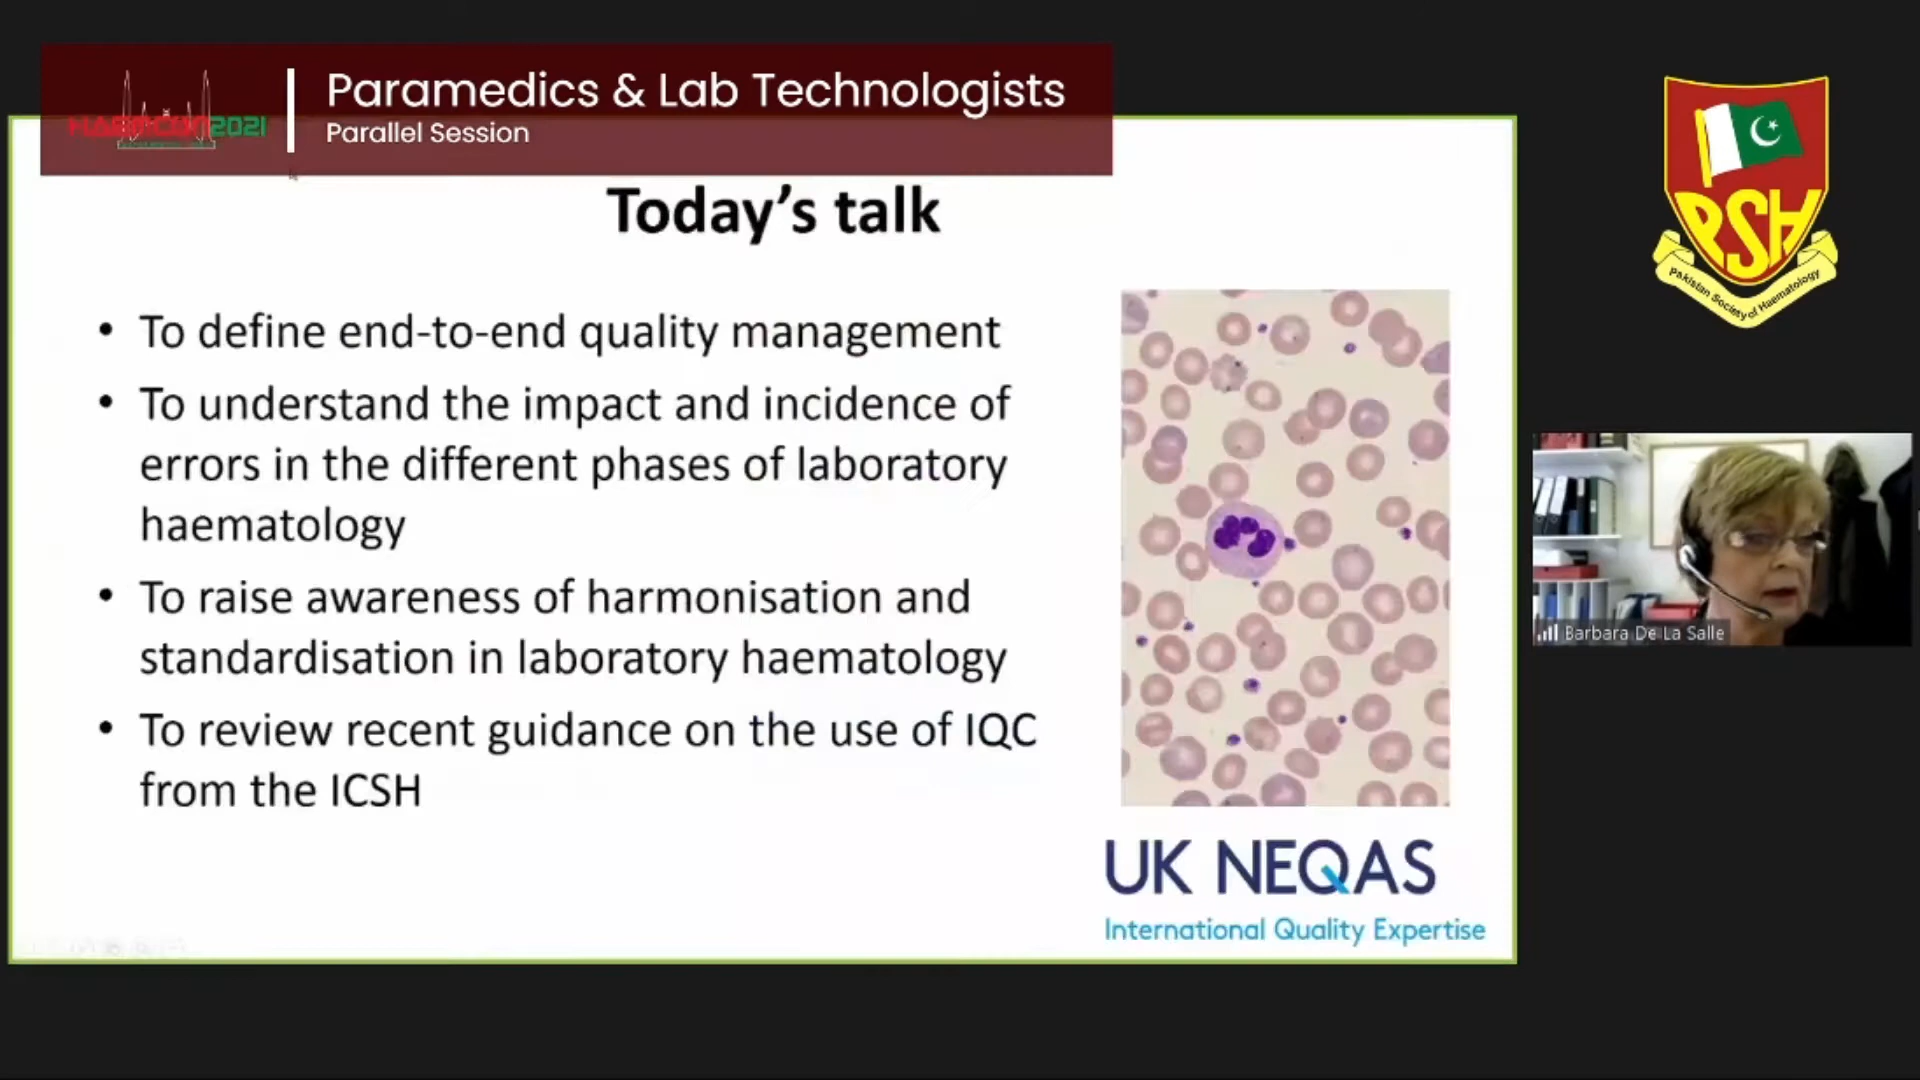 HAEMCON 2021
Paramedics & Lab Technologists
Parallel Session
Today's talk
• To define end-to-end quality management
• To understand the impact and incidence of
errors in the different phases of laboratory
haematology
• To raise awareness of harmonisation and
standardisation in laboratory haematology
• To review recent guidance on the use of IQC
from the ICSH
UK NEQAS
International Quality Expertise
PSH
Pakistan Society of Haematology
Barbara De La Salle